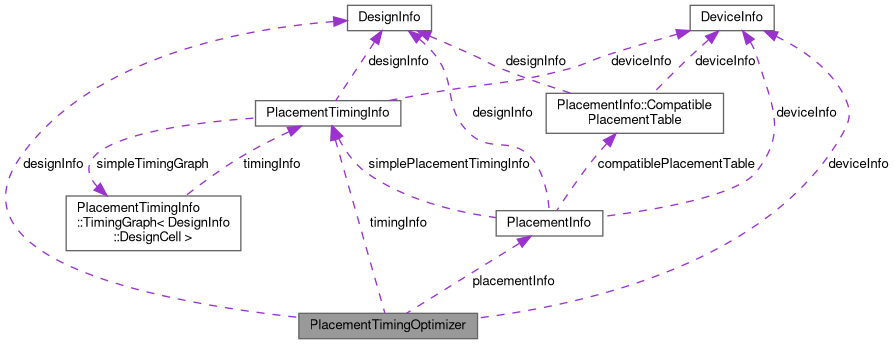 DesignInfo
DeviceInfo
designInfo
designInfo
deviceInfo
deviceInfo
PlacementTimingInfo
PlacementInfo::Compatible
PlacementTable
designInfo
deviceInfo
designInfo
simpleTimingGraph
timingInfo
simplePlacementTimingInfo
compatiblePlacementTable
deviceInfo
PlacementTimingInfo
::TimingGraph< DesignInfo
::DesignCell >
timingInfo
PlacementInfo
placementInfo
PlacementTimingOptimizer